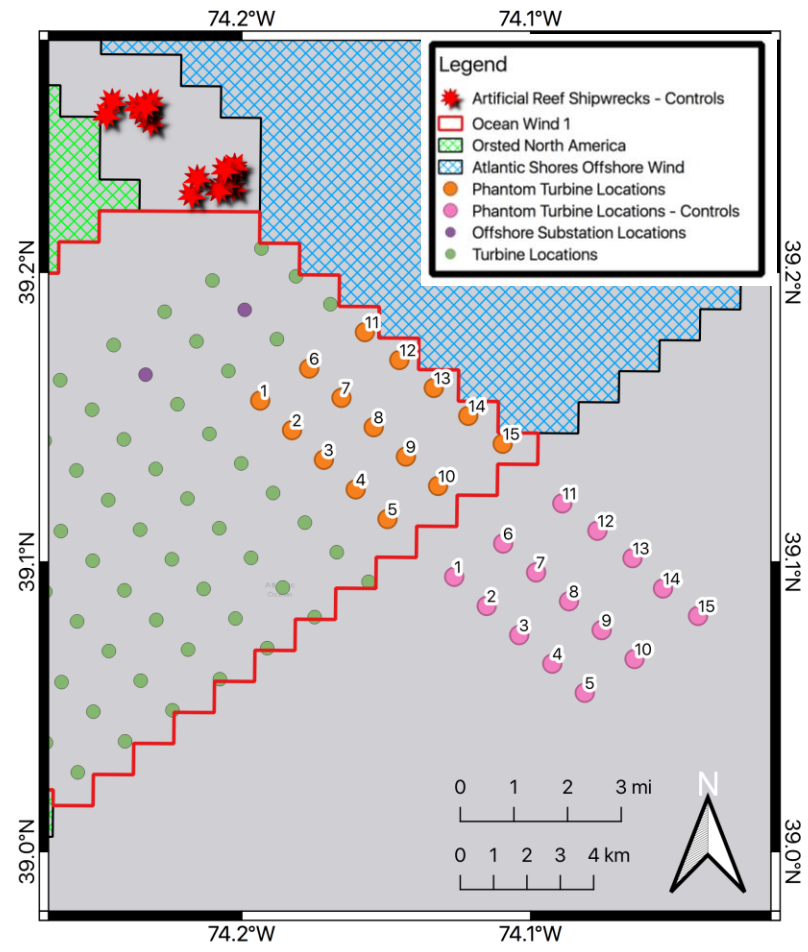 74.2°W 74.1°W
Legend
Artificial Reef Shipwrecks - Controls
Ocean Wind 1
Orsted North America
Atlantic Shores Offshore Wind
Phantom Turbine Locations
Phantom Turbine Locations - Controls
Offshore Substation Locations
Turbine Locations
39.2°N 39.2°N
11
12
6
13
7
1
14
8
2
15
9
3
10
4
11
5
12
6
39.1°N 39.1°N
13
7
1
14
8
2
15
9
3
10
4
5
N
0 1 2 3 mi
0 1 2 3 4 km
39.0°N 39.0°N
74.2°W 74.1°W